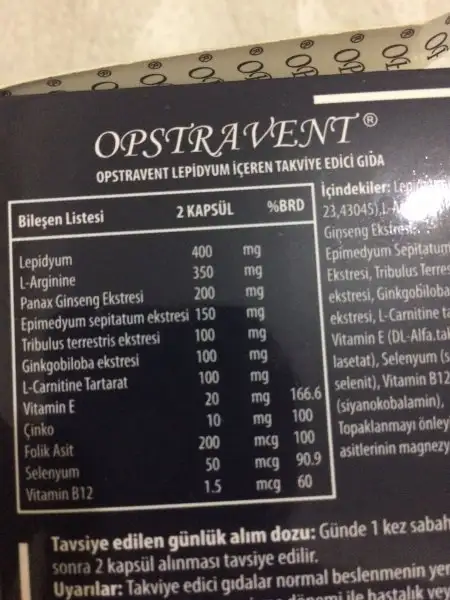 OPSTRAVENT®
OPSTRAVENT LEPİDYUM İÇEREN TAKVİYE EDİCİ GIDA
Bileşen Listesi 2 KAPSÜL %BRD
Lepidyum 400 mg
L-Arginine 350 mg
Panax Ginseng Ekstresi 200 mg
Epimedyum sepitatum ekstresi 150 mg
Tribulus terrestris ekstresi 100 mg
Ginkgobiloba ekstresi 100 mg
L-Carnitine Tartarat 100 mg
Vitamin E 20 mg 166.6
Çinko 10 mg 100
Folik Asit 200 mcg 100
Selenyum 50 mcg 90.9
Vitamin B12 1.5 mcg 60
İçindekiler:
23,43045),
Ginseng
Epimedyum Sepitatum
Ekstresi, Tribulus Terres
ekstresi, Ginkgobiloba
ekstresi, L-Carnitine ta
Vitamin E (DL-Alfa.tak
lasetat), Selenyum (s
selenit), Vitamin B12
(siyanokobalamin),
Topaklanmayı önley
asitlerinin magnezy
Tavsiye edilen günlük alım dozu: Günde 1 kez sabah
sonra 2 kapsül alınması tavsiye edilir.
Uyarılar: Takviye edici gıdalar normal beslenmenin yer
dönemi ile hastalık vey